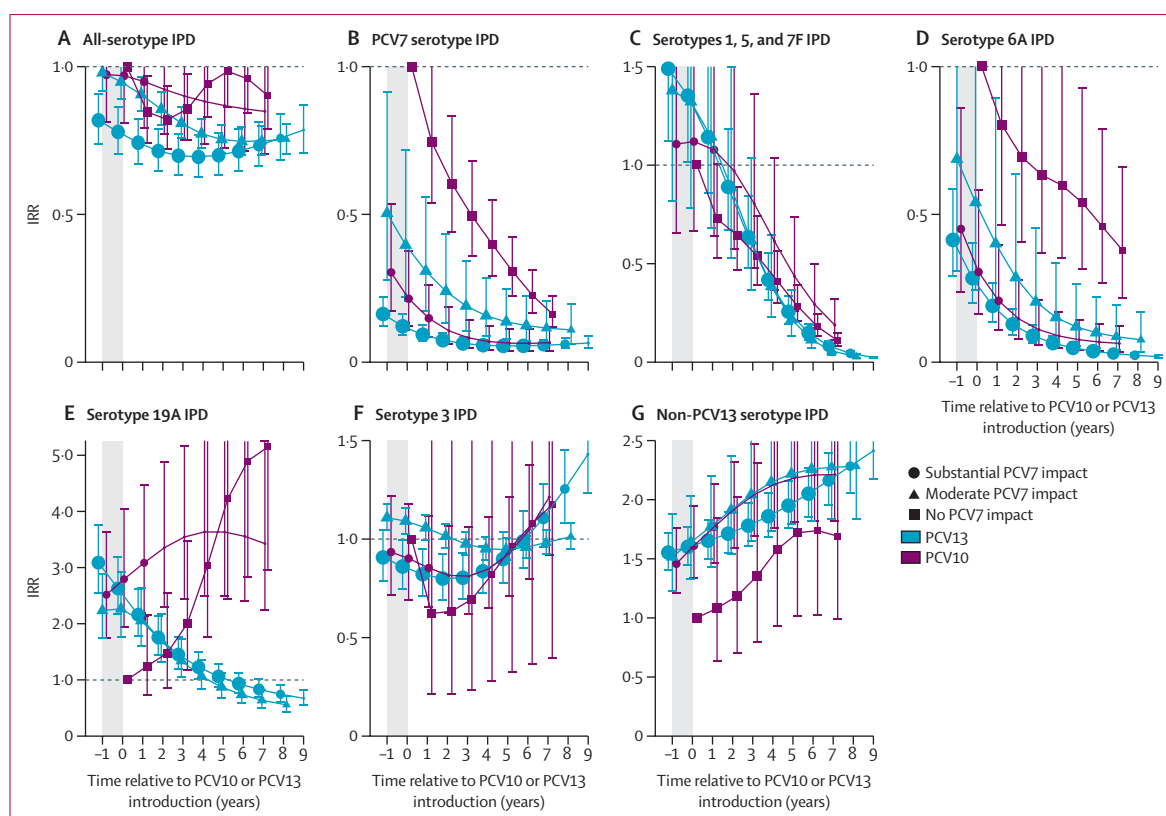 A All-serotype IPD
B PCV7 serotype IPD
C Serotypes 1, 5, and 7F IPD
D Serotype 6A IPD
1·0
0·5
0
IRR
1·0
0·5
0
1·5
1·0
0·5
0
1·0
0·5
0
–1 0 1 2 3 4 5 6 7 8 9
Time relative to PCV10 or PCV13
introduction (years)
E Serotype 19A IPD
F Serotype 3 IPD
G Non-PCV13 serotype IPD
5·0
4·0
3·0
2·0
1·0
0
IRR
1·5
1·0
0·5
0
2·5
2·0
1·5
1·0
0·5
0
Substantial PCV7 impact
Moderate PCV7 impact
No PCV7 impact
PCV13
PCV10
–1 0 1 2 3 4 5 6 7 8 9
–1 0 1 2 3 4 5 6 7 8 9
–1 0 1 2 3 4 5 6 7 8 9
Time relative to PCV10 or PCV13
introduction (years)
Time relative to PCV10 or PCV13
introduction (years)
Time relative to PCV10 or PCV13
introduction (years)